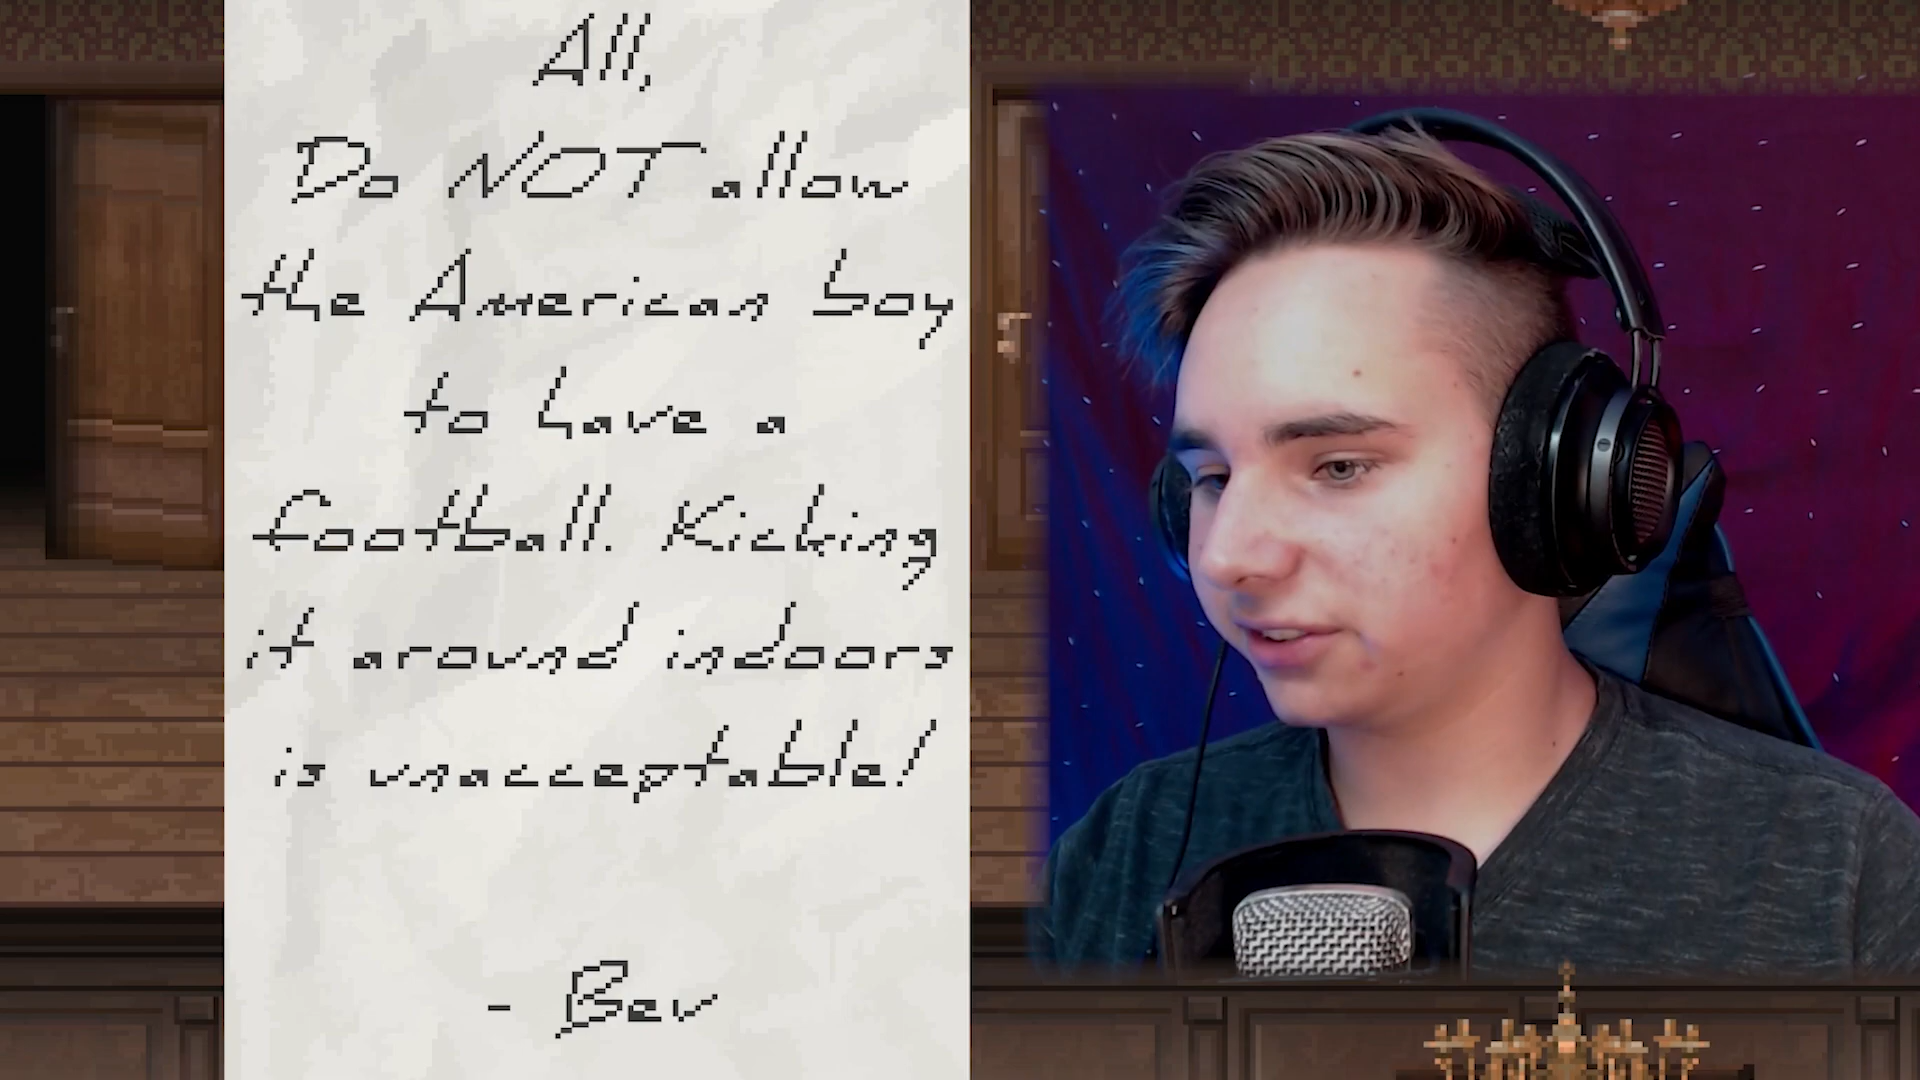 All,
Do NOT allow
the American boy
to have a
football. Kicking
it around indoors
is unacceptable!
- Bev